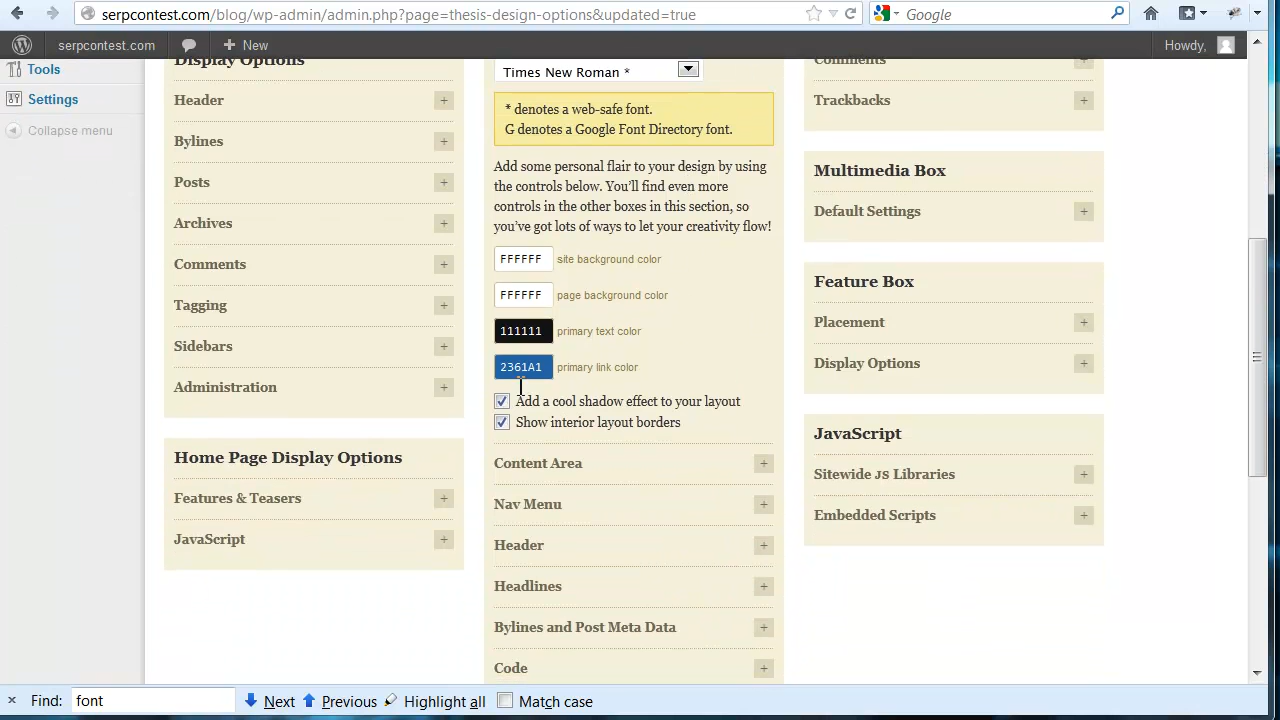 serpcontest.com/blog/wp-admin/admin.php?page=thesis-design-options&updated=true
Google
serpcontest.com
+ New
Howdy,
Tools
Settings
Collapse menu
Display Options
Header +
Bylines +
Posts +
Archives +
Comments +
Tagging +
Sidebars +
Administration +
Home Page Display Options
Features & Teasers +
JavaScript +
Times New Roman *
* denotes a web-safe font.
G denotes a Google Font Directory font.
Add some personal flair to your design by using
the controls below. You’ll find even more
controls in the other boxes in this section, so
you’ve got lots of ways to let your creativity flow!
FFFFFF site background color
FFFFFF page background color
111111 primary text color
2361A1 primary link color
Add a cool shadow effect to your layout
Show interior layout borders
Content Area +
Nav Menu +
Header +
Headlines +
Bylines and Post Meta Data +
Code +
Comments +
Trackbacks +
Multimedia Box
Default Settings +
Feature Box
Placement +
Display Options +
JavaScript
Sitewide JS Libraries +
Embedded Scripts +
× Find: font Next Previous Highlight all Match case